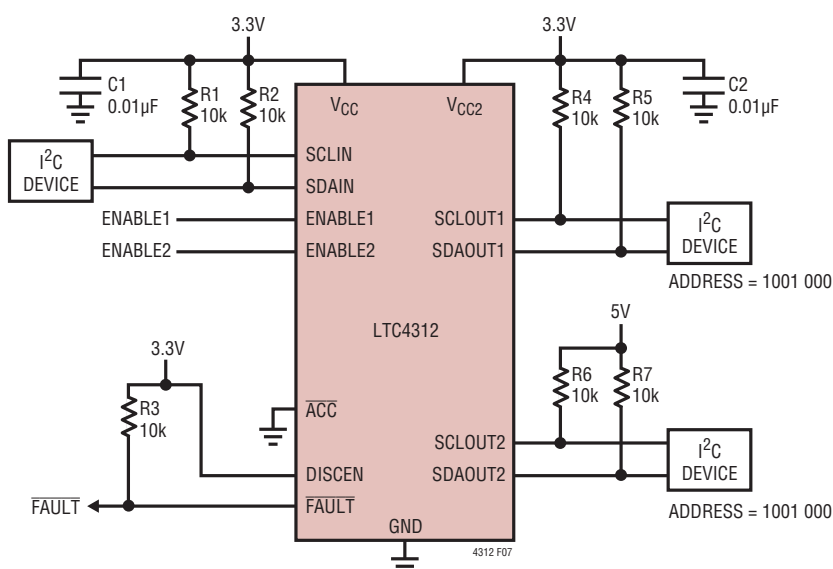 3.3V
3.3V
C1
0.01µF
R1
10k
R2
10k
VCC
VCC2
R4
10k
R5
10k
C2
0.01µF
I2C
DEVICE
SCLIN
SDAIN
ENABLE1
ENABLE1
SCLOUT1
ENABLE2
ENABLE2
SDAOUT1
I2C
DEVICE
ADDRESS = 1001 000
LTC4312
5V
3.3V
R3
10k
R6
10k
R7
10k
ACC
SCLOUT2
DISCEN
SDAOUT2
I2C
DEVICE
FAULT
FAULT
ADDRESS = 1001 000
GND
4312 F07